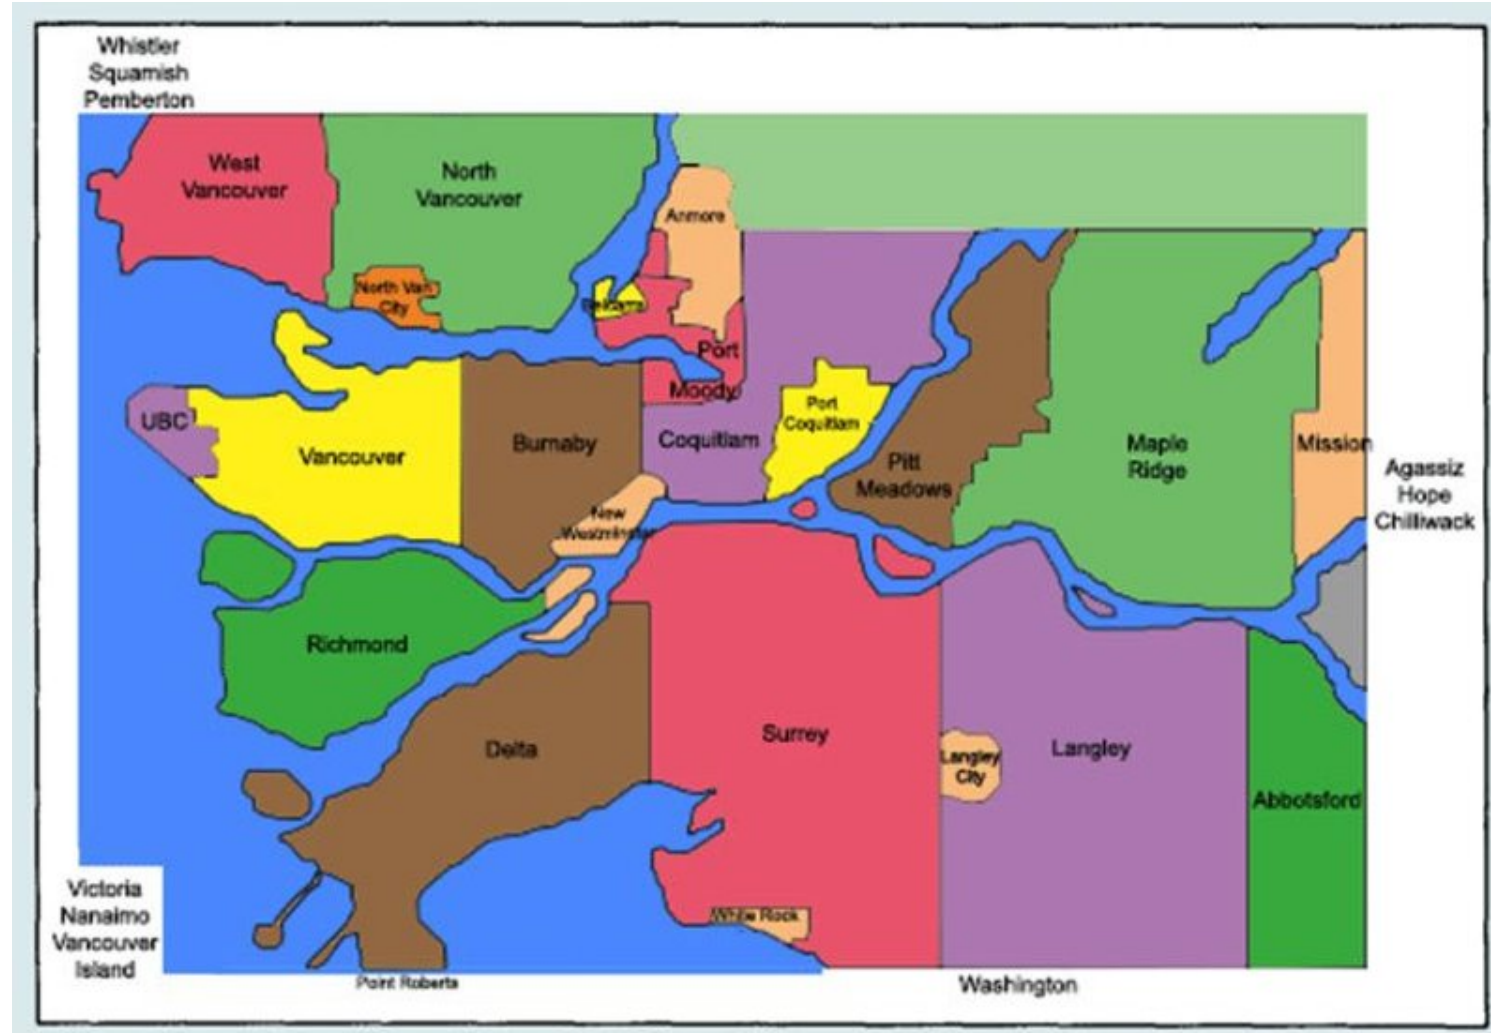 Whistler
Squamish
Pemberton
West
Vancouver
North
Vancouver
Anmore
North Van
City
Belcarra
Port
Moody
UBC
Vancouver
Burnaby
Coquitlam
Port
Coquitlam
Pitt
Meadows
Maple
Ridge
Mission
Agassiz
Hope
Chilliwack
New
Westminster
Richmond
Delta
Surrey
Langley
City
Langley
Abbotsford
Victoria
Nanaimo
Vancouver
Island
White Rock
Point Roberts
Washington